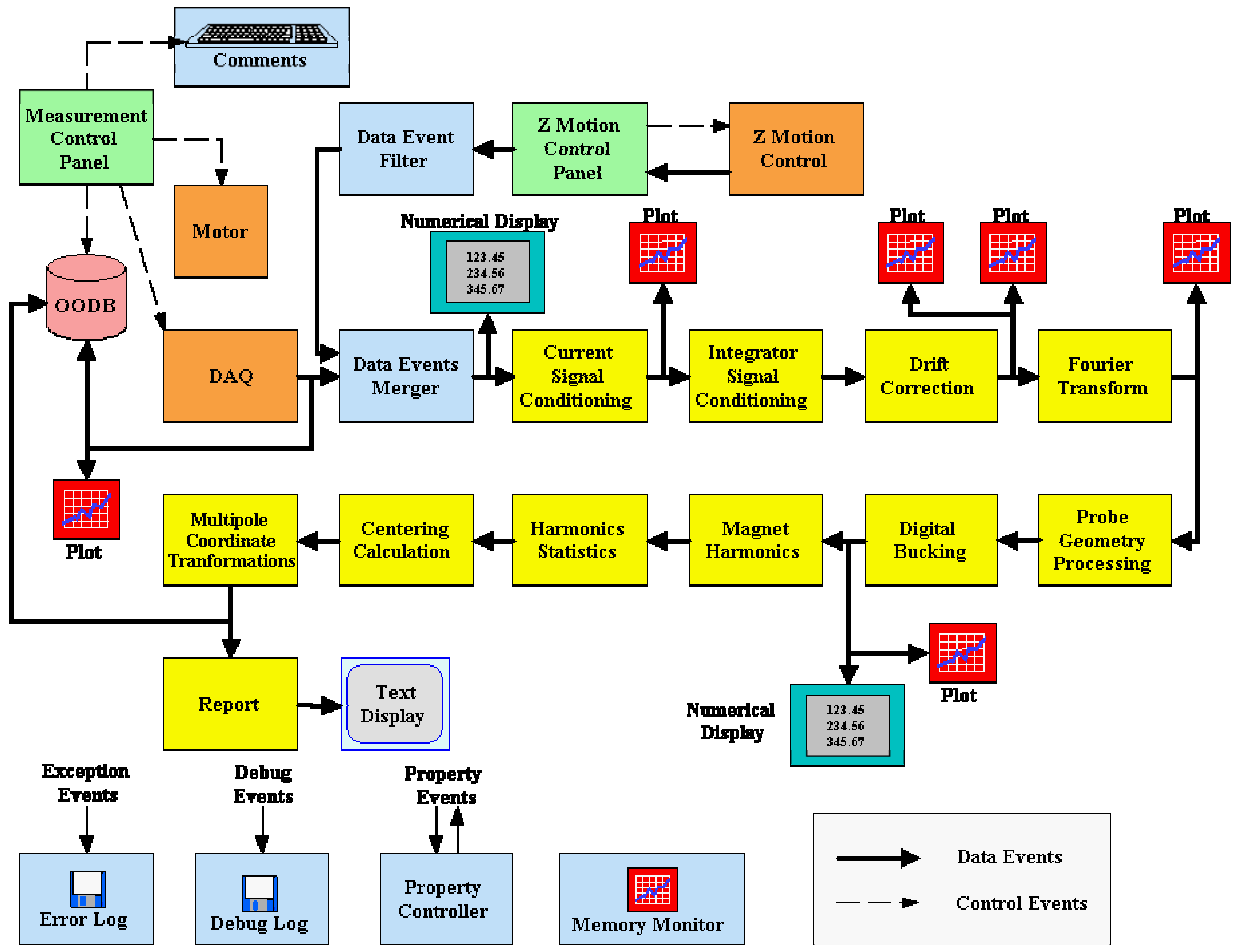 Comments
Measurement
Control
Panel
Data Event
Filter
Z Motion
Control
Panel
Z Motion
Control
Motor
Numerical Display
123.45
234.56
345.67
Plot
Plot
Plot
Plot
OODB
DAQ
Data Events
Merger
Current
Signal
Conditioning
Integrator
Signal
Conditioning
Drift
Correction
Fourier
Transform
Plot
Multipole
Coordinate
Tranformations
Centering
Calculation
Harmonics
Statistics
Magnet
Harmonics
Digital
Bucking
Probe
Geometry
Processing
Report
Text
Display
Numerical
Display
123.45
234.56
345.67
Plot
Exception
Events
Debug
Events
Property
Events
Error Log
Debug Log
Property
Controller
Memory Monitor
Data Events
Control Events